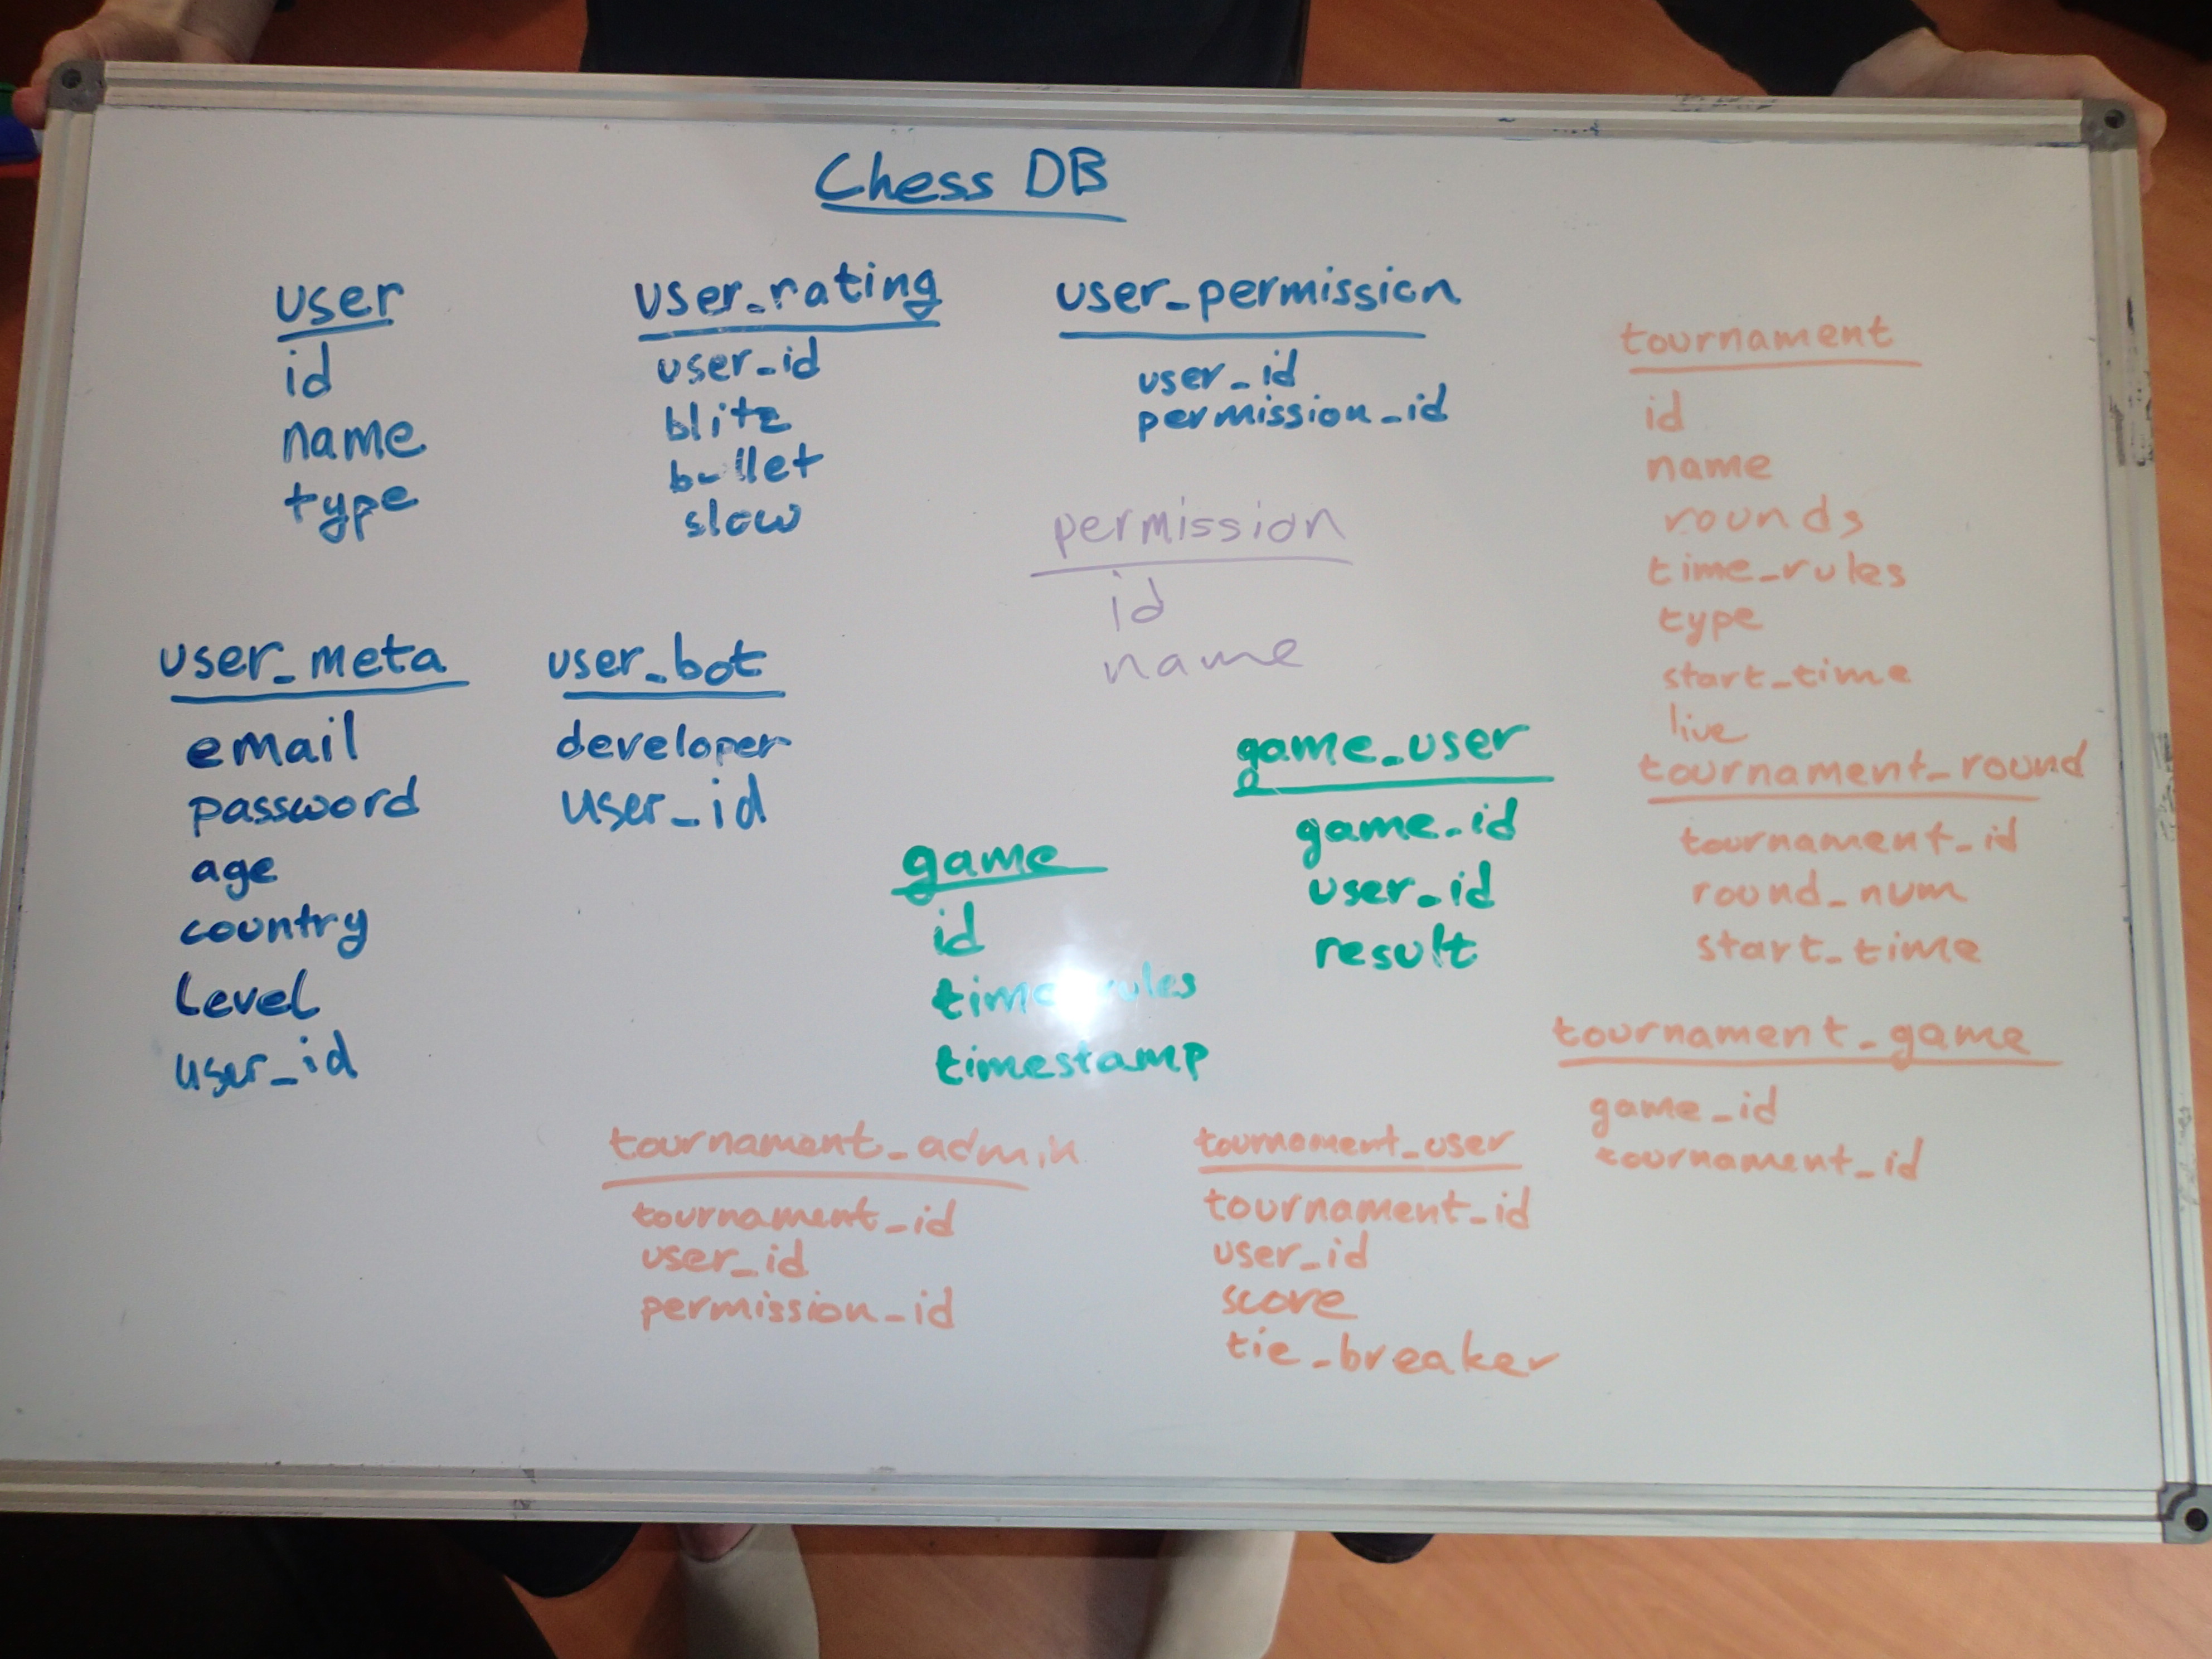 Chess DB
user
id
name
type
user_rating
user_id
blitz
bullet
slow
user_permission
user_id
permission_id
permission
id
name
tournament
id
name
rounds
time_rules
type
start_time
live
user_meta
email
password
age
country
level
user_id
user_bot
developer
user_id
game
id
time_rules
timestamp
game_user
game_id
user_id
result
tournament_round
tournament_id
round_num
start_time
tournament_game
game_id
tournament_id
tournament_admin
tournament_id
user_id
permission_id
tournament_user
tournament_id
user_id
score
tie_breaker